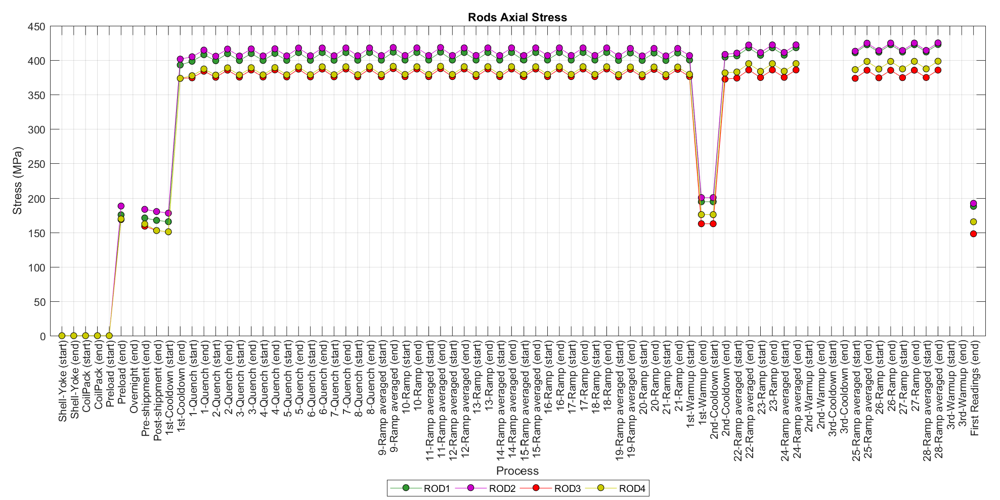 Rods Axial Stress
450
400
350
300
250
200
150
100
50
0
Stress (MPa)
Shell-Yoke (start)
Shell-Yoke (end)
CoilPack (start)
CoilPack (end)
Preload (start)
Preload (end)
Overnight (end)
Pre-shippment (end)
Post-shippment (end)
1st-Cooldown (start)
1st-Cooldown (end)
1-Quench (start)
1-Quench (end)
2-Quench (start)
2-Quench (end)
3-Quench (start)
3-Quench (end)
4-Quench (start)
4-Quench (end)
5-Quench (start)
5-Quench (end)
6-Quench (start)
6-Quench (end)
7-Quench (start)
7-Quench (end)
8-Quench (start)
8-Quench (end)
9-Ramp averaged (start)
9-Ramp averaged (end)
10-Ramp (start)
10-Ramp (end)
11-Ramp averaged (start)
11-Ramp averaged (end)
12-Ramp averaged (start)
12-Ramp averaged (end)
13-Ramp (start)
13-Ramp (end)
14-Ramp averaged (start)
14-Ramp averaged (end)
15-Ramp averaged (start)
15-Ramp averaged (end)
16-Ramp (start)
16-Ramp (end)
17-Ramp (start)
17-Ramp (end)
18-Ramp (start)
18-Ramp (end)
19-Ramp averaged (start)
19-Ramp averaged (end)
20-Ramp (start)
20-Ramp (end)
21-Ramp (start)
21-Ramp (end)
1st-Warmup (start)
1st-Warmup (end)
2nd-Cooldown (start)
2nd-Cooldown (end)
22-Ramp averaged (start)
22-Ramp averaged (end)
23-Ramp (start)
23-Ramp (end)
24-Ramp averaged (start)
24-Ramp averaged (end)
2nd-Warmup (start)
2nd-Warmup (end)
3rd-Cooldown (start)
3rd-Cooldown (end)
25-Ramp averaged (start)
25-Ramp averaged (end)
26-Ramp (start)
26-Ramp (end)
27-Ramp (start)
27-Ramp (end)
28-Ramp averaged (start)
28-Ramp averaged (end)
3rd-Warmup (start)
3rd-Warmup (end)
First Readings (end)
Process
ROD1 ROD2 ROD3 ROD4